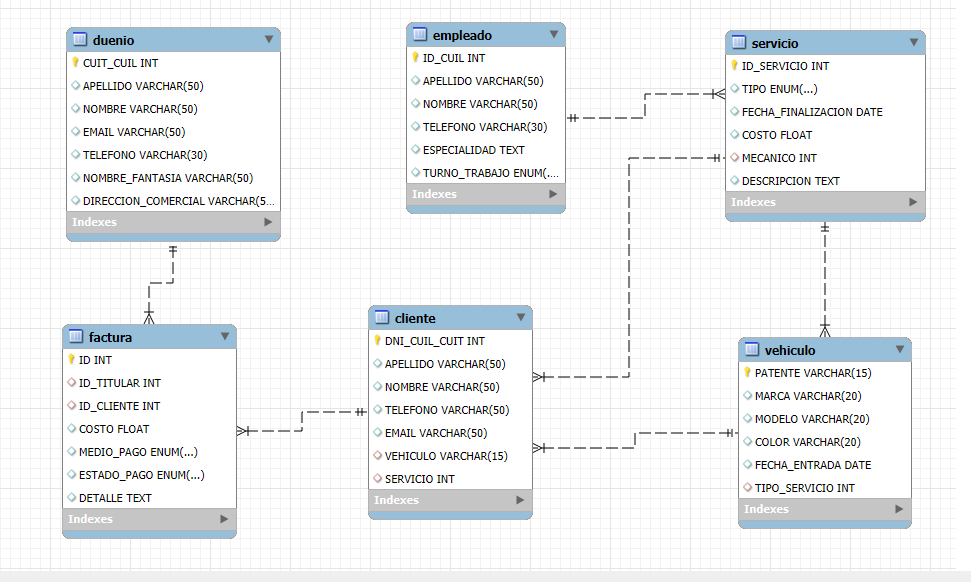 duenio
CUIT_CUIL INT
APELLIDO VARCHAR(50)
NOMBRE VARCHAR(50)
EMAIL VARCHAR(50)
TELEFONO VARCHAR(30)
NOMBRE_FANTASIA VARCHAR(50)
DIRECCION_COMERCIAL VARCHAR(5...
Indexes
empleado
ID_CUIL INT
APELLIDO VARCHAR(50)
NOMBRE VARCHAR(50)
TELEFONO VARCHAR(30)
ESPECIALIDAD TEXT
TURNO_TRABAJO ENUM(....
Indexes
servicio
ID_SERVICIO INT
TIPO ENUM(...)
FECHA_FINALIZACION DATE
COSTO FLOAT
MECANICO INT
DESCRIPCION TEXT
Indexes
factura
ID INT
ID_TITULAR INT
ID_CLIENTE INT
COSTO FLOAT
MEDIO_PAGO ENUM(...)
ESTADO_PAGO ENUM(...)
DETALLE TEXT
Indexes
cliente
DNI_CUIL_CUIT INT
APELLIDO VARCHAR(50)
NOMBRE VARCHAR(50)
TELEFONO VARCHAR(50)
EMAIL VARCHAR(50)
VEHICULO VARCHAR(15)
SERVICIO INT
Indexes
vehiculo
PATENTE VARCHAR(15)
MARCA VARCHAR(20)
MODELO VARCHAR(20)
COLOR VARCHAR(20)
FECHA_ENTRADA DATE
TIPO_SERVICIO INT
Indexes